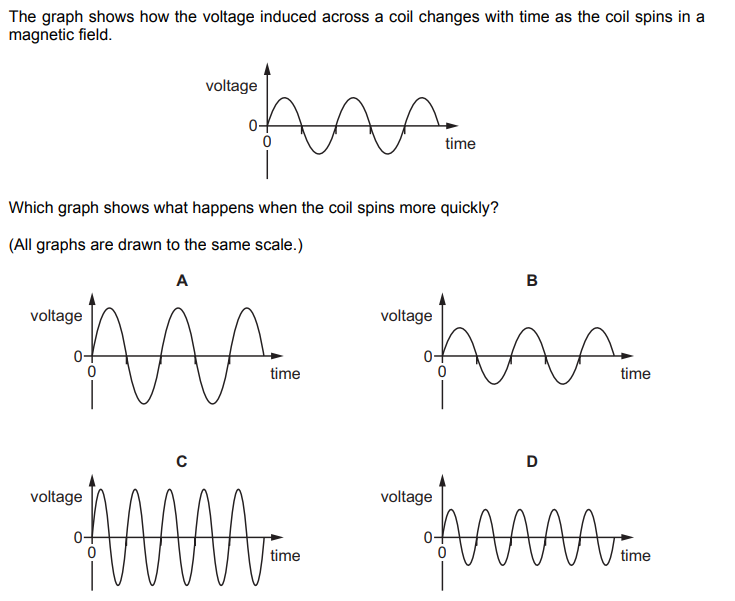 The graph shows how the voltage induced across a coil changes with time as the coil spins in a
magnetic field.
voltage
0
0
time
Which graph shows what happens when the coil spins more quickly?
(All graphs are drawn to the same scale.)
A
voltage
0
0
time
B
voltage
0
0
time
C
voltage
0
0
time
D
voltage
0
0
time